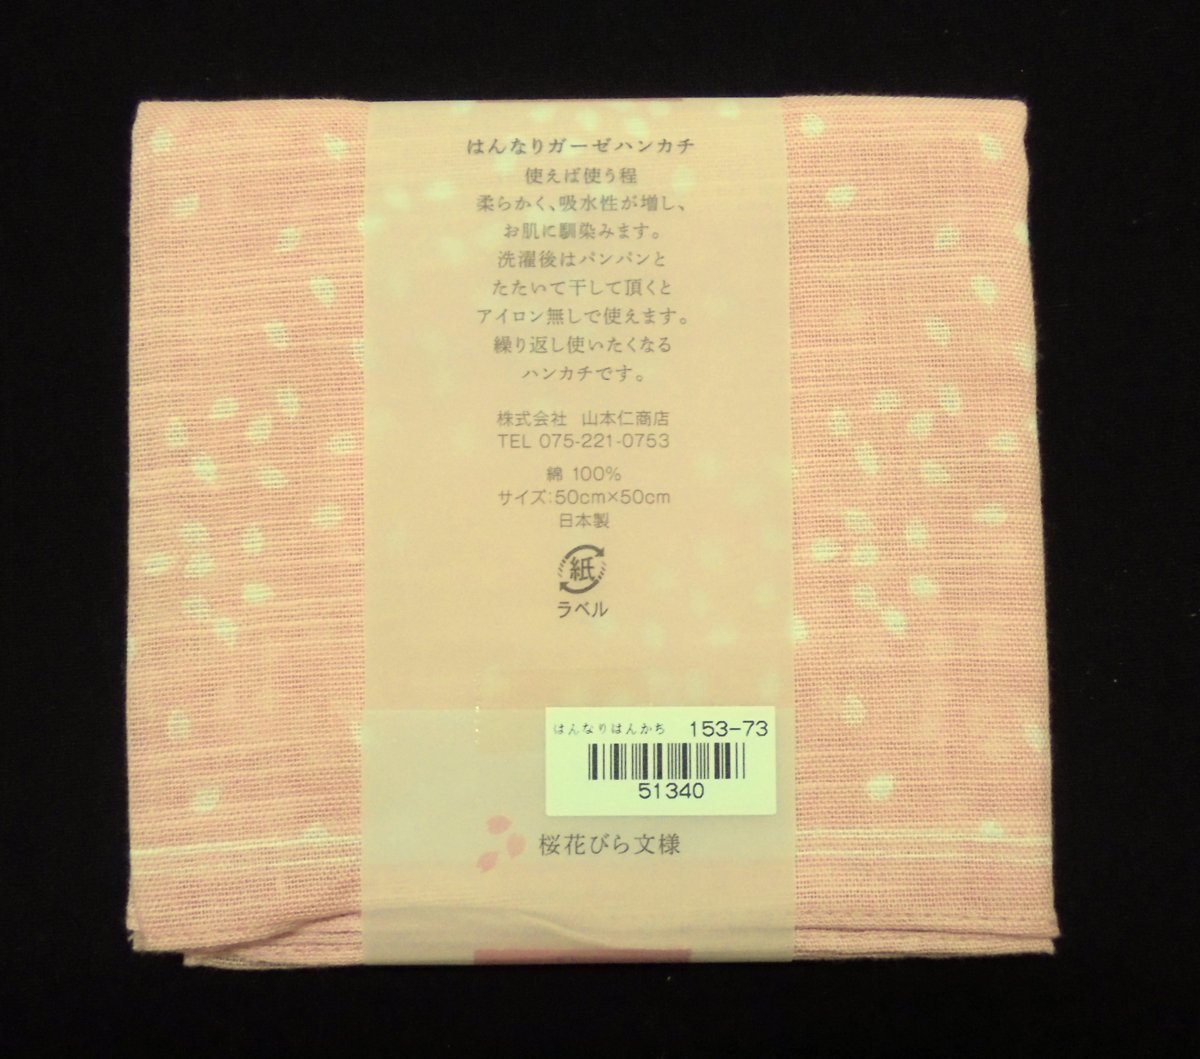 はんなりガーゼハンカチ
使えば使う程
柔らかく、吸水性が増し、
お肌に馴染みます。
洗濯後はパンパンと
たたいて干して頂くと
アイロン無しで使えます。
繰り返し使いたくなる
ハンカチです。
株式会社 山本仁商店
TEL 075-221-0753
綿 100%
サイズ:50cm×50cm
日本製
紙
ラベル
はんなりはんかち 153-73
51340
桜花びら文様